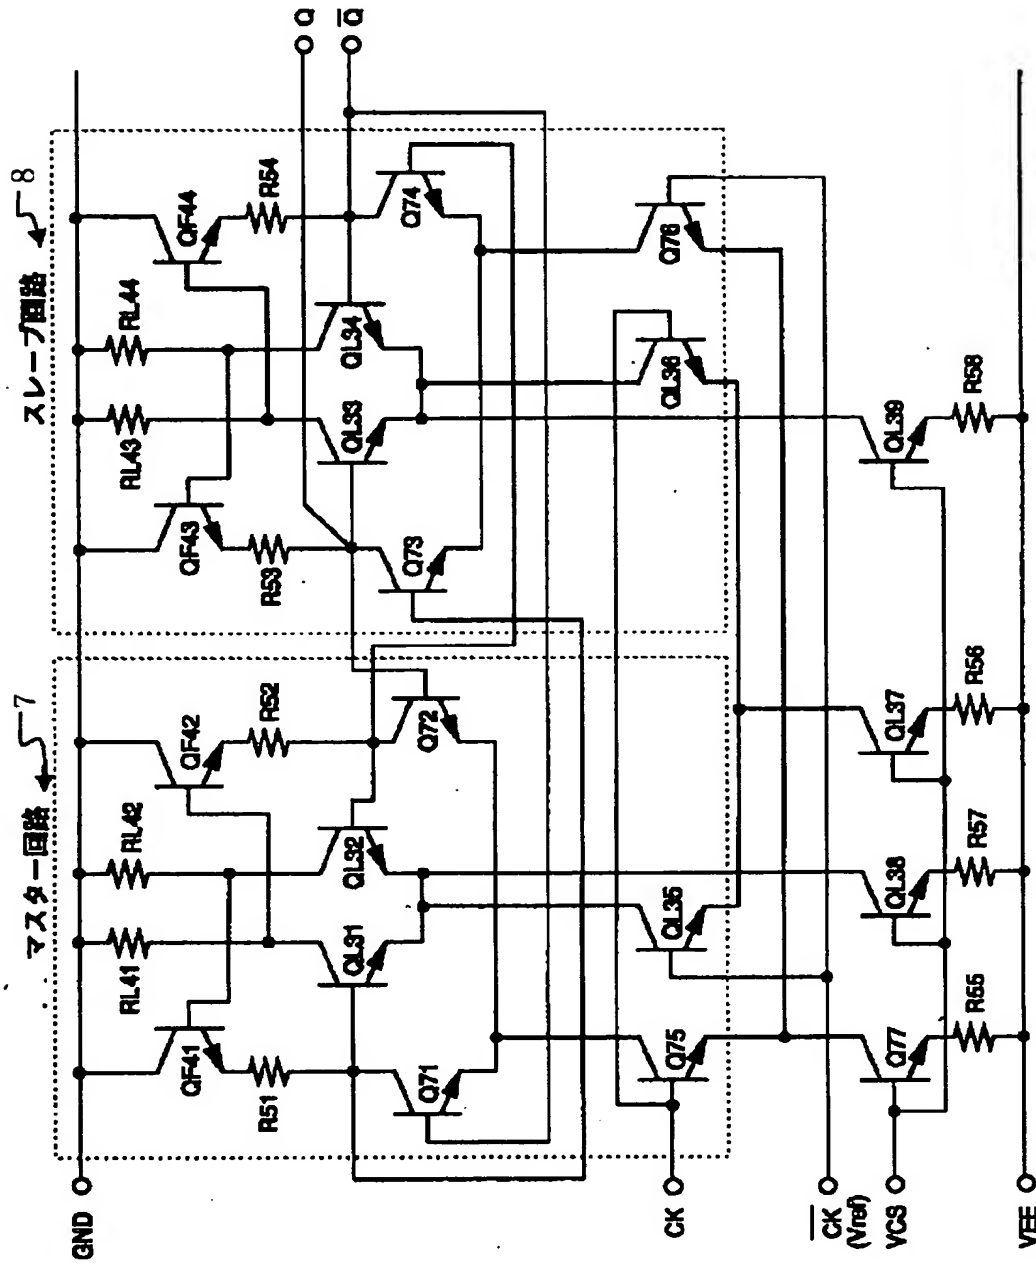 マスター回路 7
スレーブ回路 8
GND
RL41
RL42
RL43
RL44
QF41
QF42
QF43
QF44
R51
R52
R53
R54
Q
Q̅
QL31
QL32
QL33
QL34
Q71
Q72
Q73
Q74
CK
Q75
QL35
QL36
Q76
C̅K̅
(Vref)
VCS
Q77
QL38
QL37
QL39
R55
R57
R56
R58
VEE